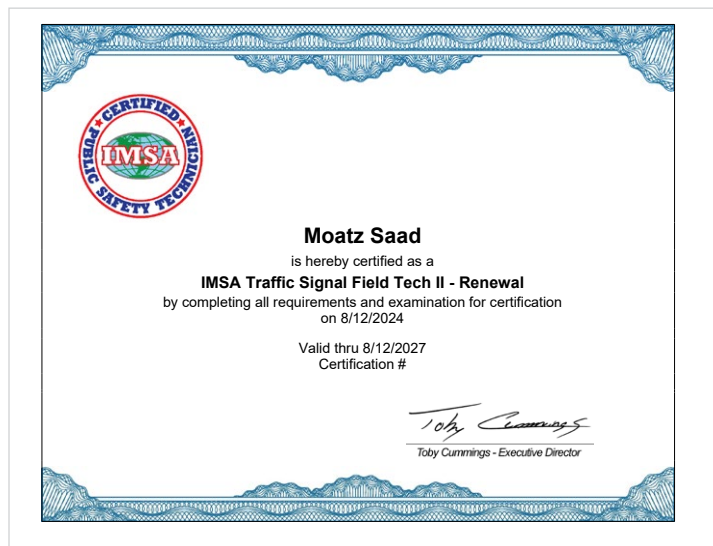 CERTIFIED
IMSA
PUBLIC SAFETY TECHNICIAN
Moatz Saad
is hereby certified as a
IMSA Traffic Signal Field Tech II - Renewal
by completing all requirements and examination for certification
on 8/12/2024
Valid thru 8/12/2027
Certification #
Toby Cummings
Toby Cummings - Executive Director